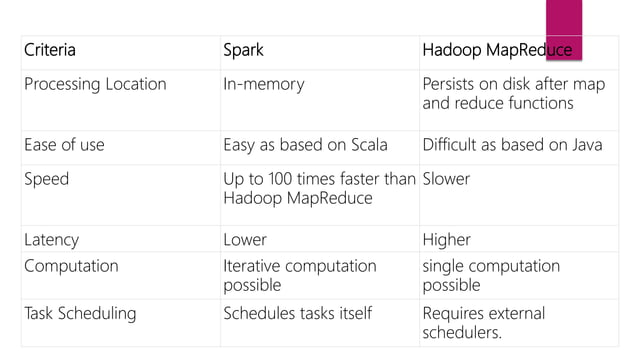 Criteria Spark Hadoop MapReduce
Processing Location In-memory Persists on disk after map
and reduce functions
Ease of use Easy as based on Scala Difficult as based on Java
Speed Up to 100 times faster than Slower
Hadoop MapReduce
Latency Lower Higher
Computation Iterative computation single computation
possible possible
Task Scheduling Schedules tasks itself Requires external
schedulers.